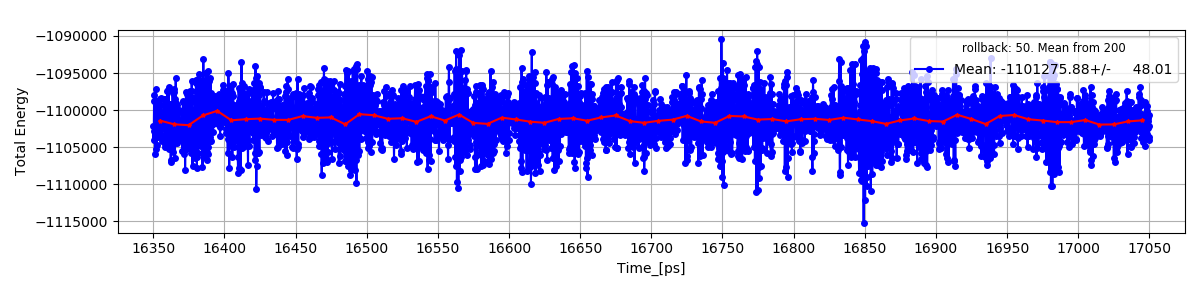 −1090000
−1095000
−1100000
−1105000
−1110000
−1115000
Total Energy
rollback: 50. Mean from 200
Mean: -1101275.88+/-     48.01
16350 16400 16450 16500 16550 16600 16650 16700 16750 16800 16850 16900 16950 17000 17050
Time_[ps]